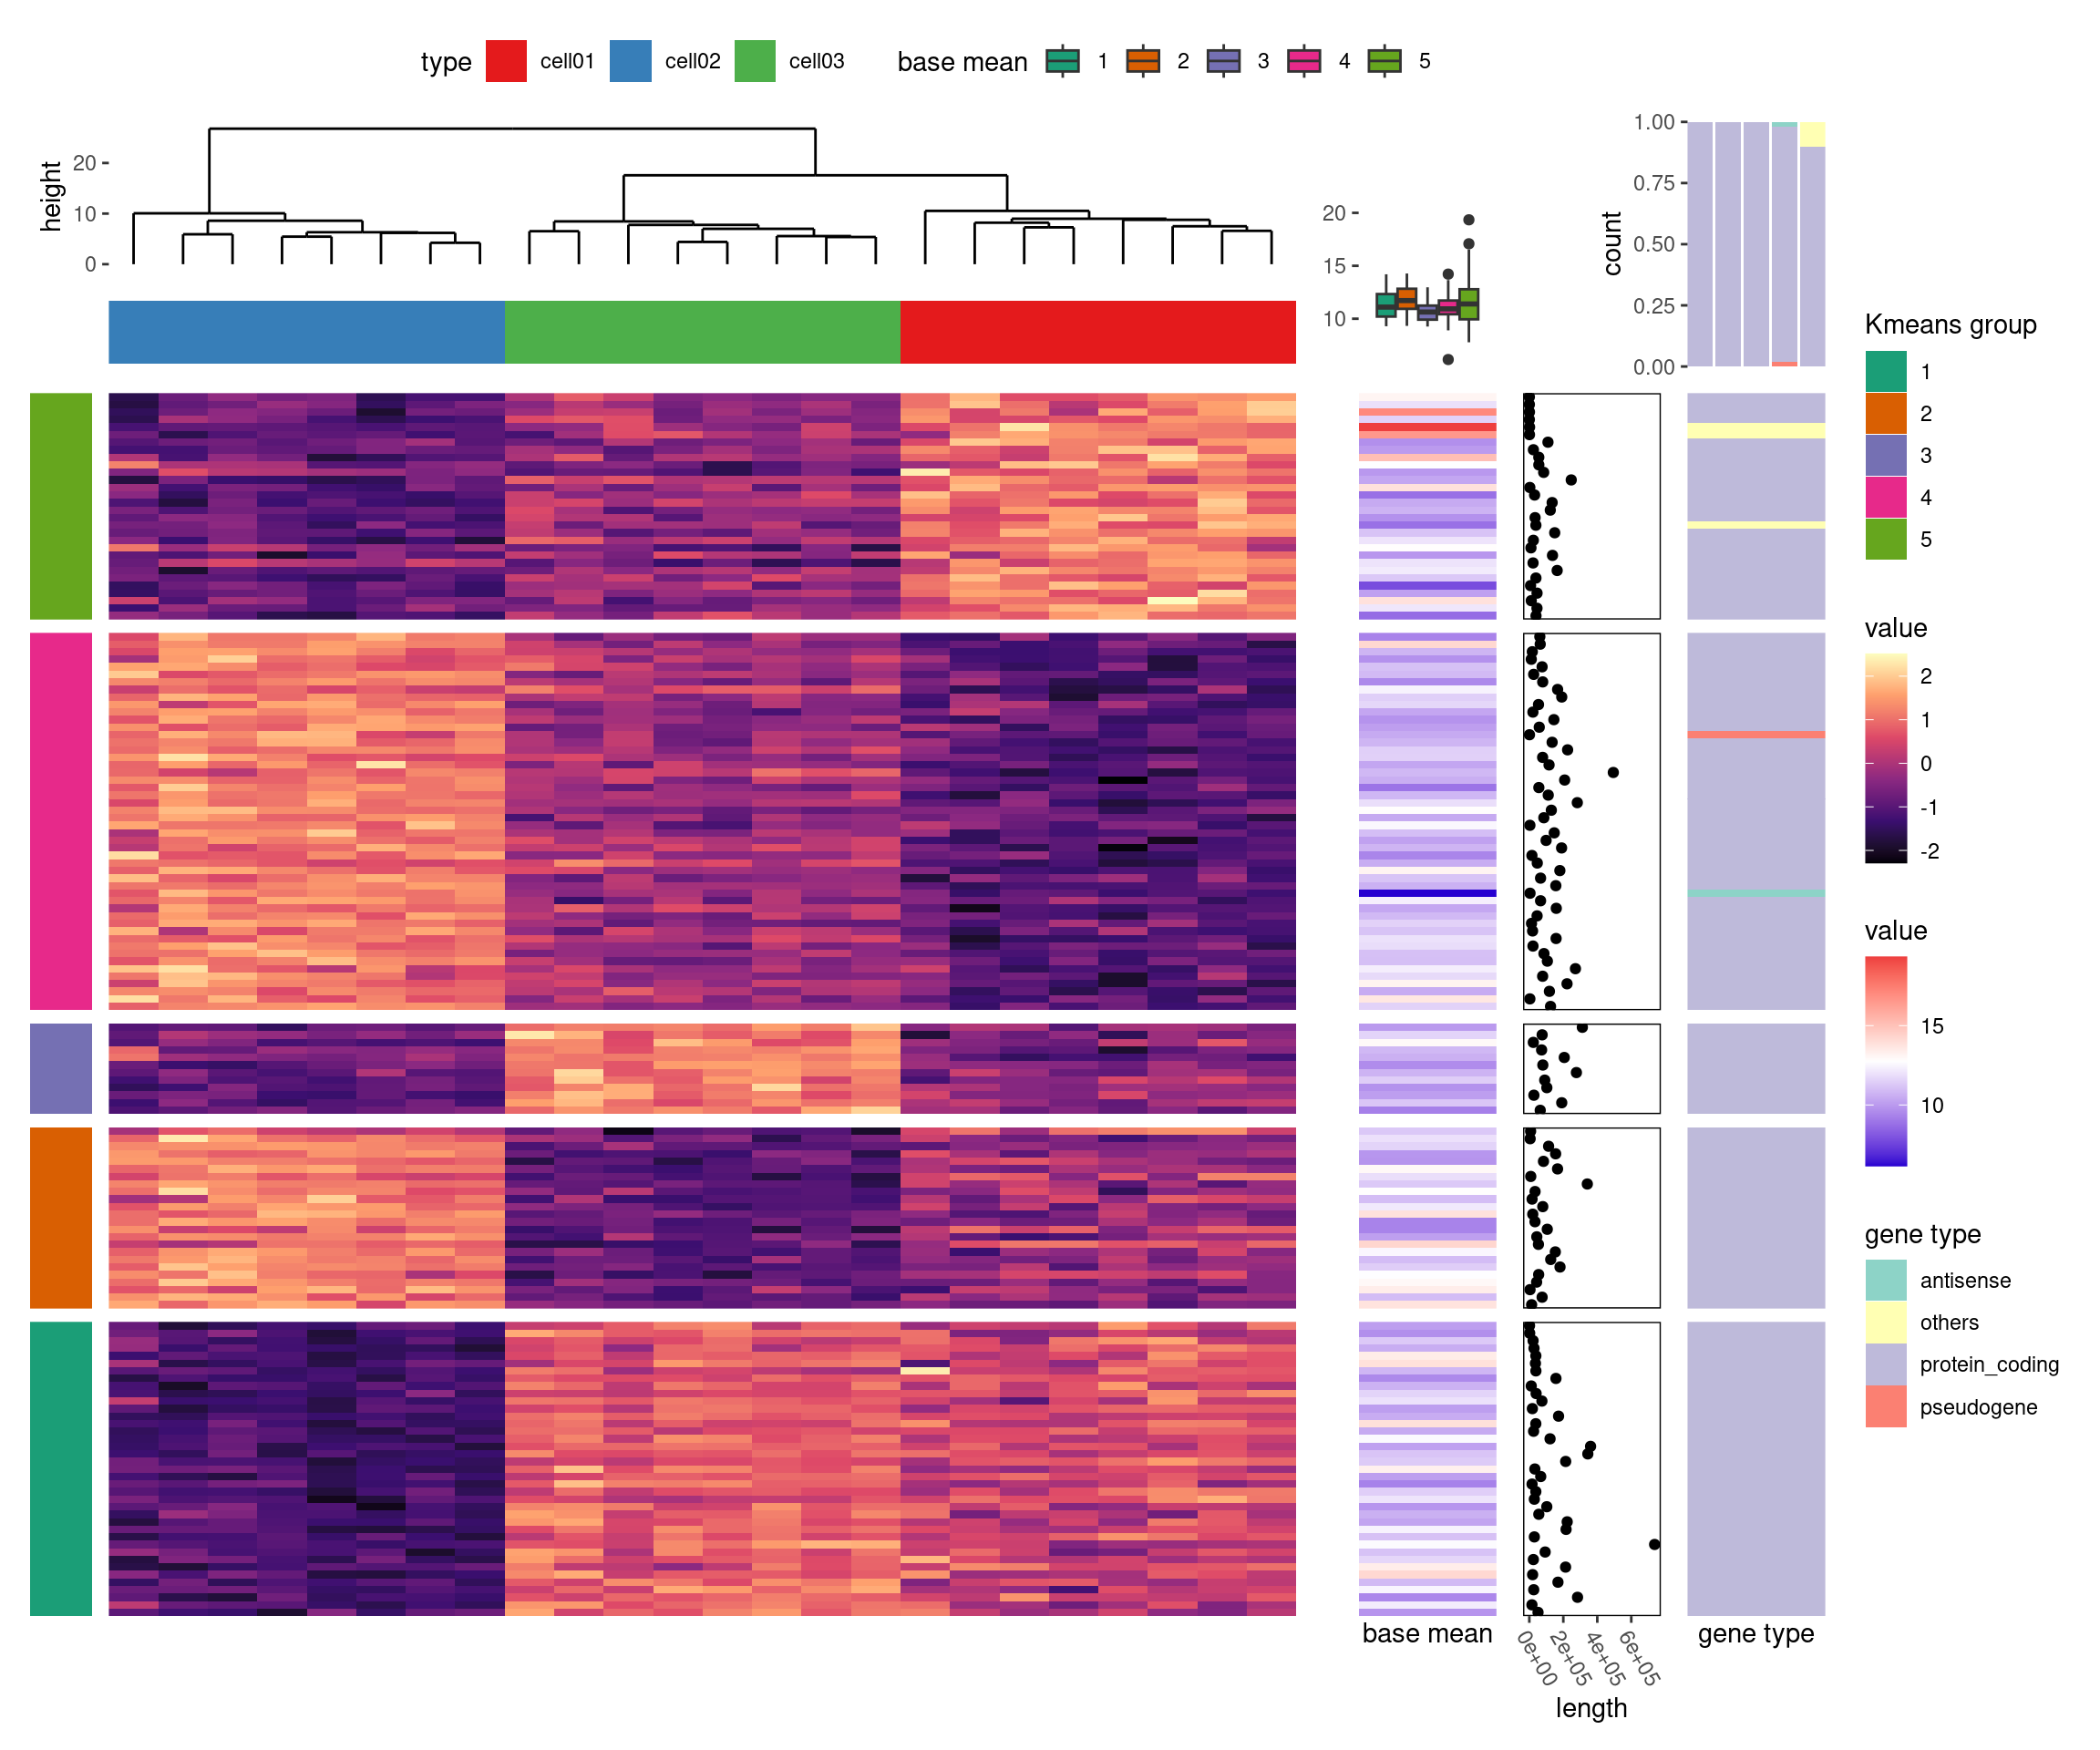 type cell01 cell02 cell03 base mean 1 2 3 4 5
height
20
10
0
20
15
10
count
1.00
0.75
0.50
0.25
0.00
Kmeans group
1
2
3
4
5
value
2
1
0
-1
-2
value
15
10
gene type
antisense
others
protein_coding
pseudogene
base mean
0e+00 2e+05 4e+05 6e+05
length
gene type